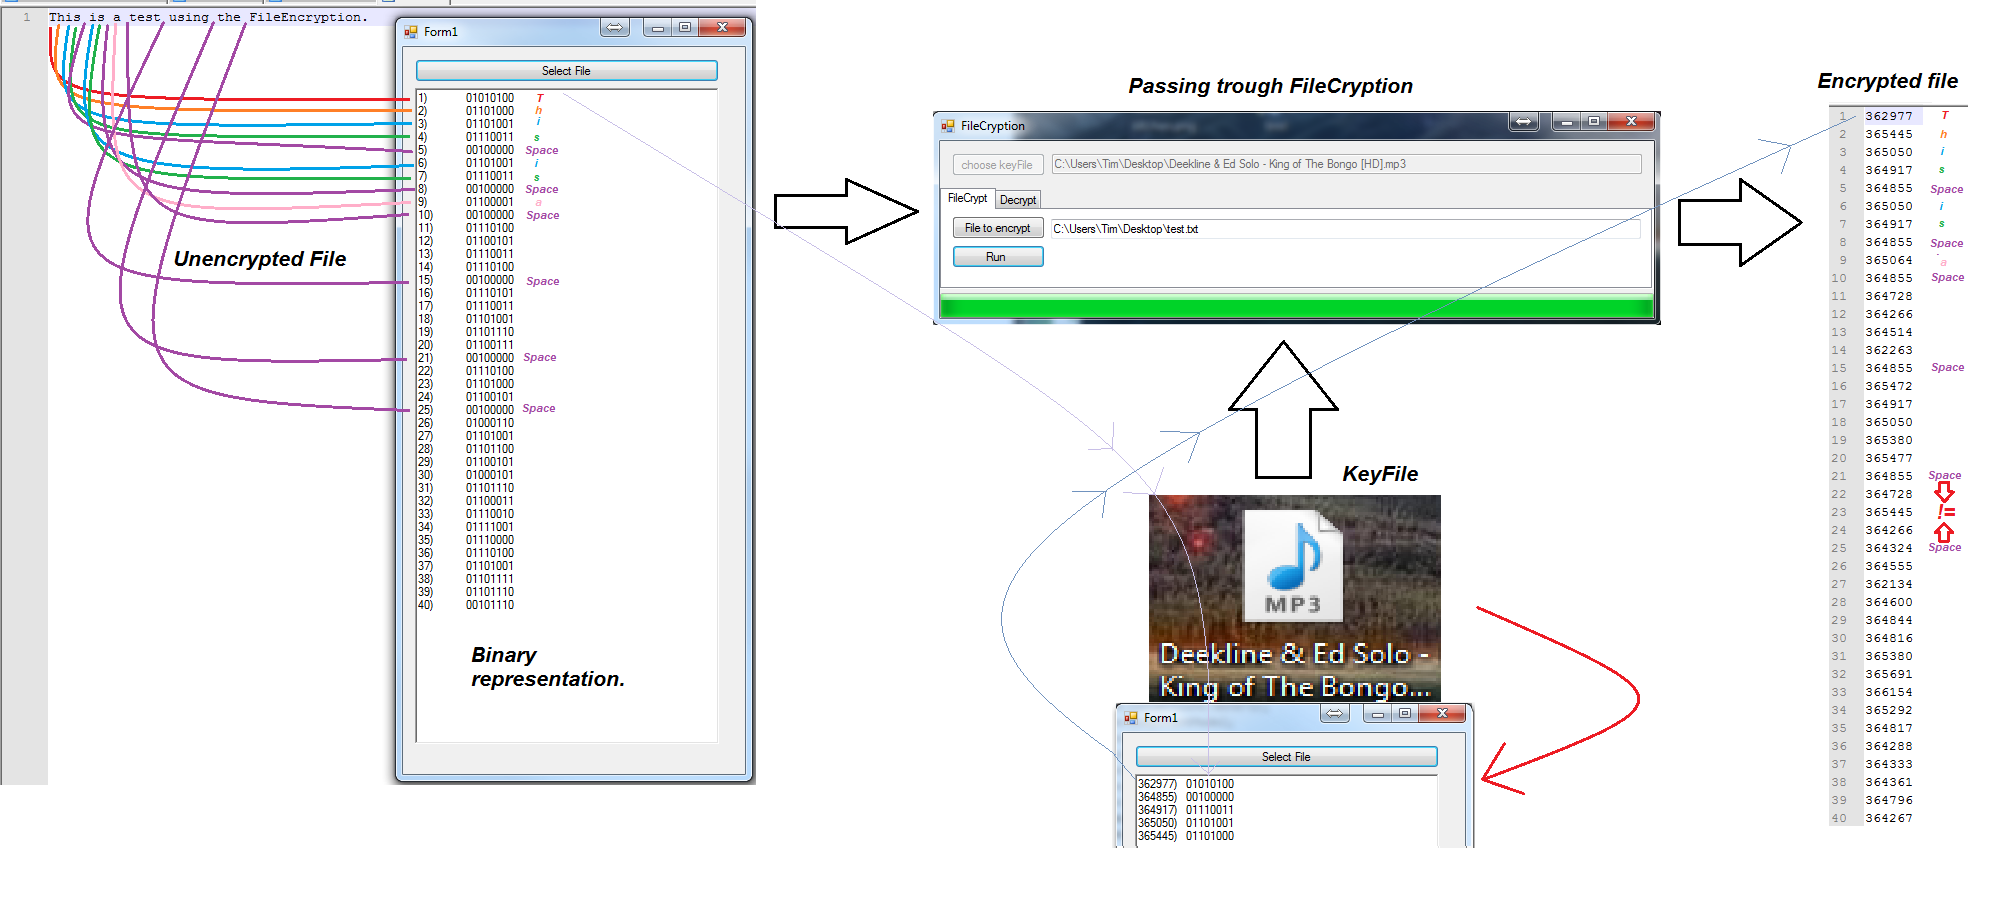 1 This is a test using the FileEncryption.
Form1
Select File
1) 01010100 T
2) 01101000 h
3) 01101001 i
4) 01110011 s
5) 00100000 Space
6) 01101001 i
7) 01110011 s
8) 00100000 Space
9) 01100001 a
10) 00100000 Space
11) 01110100
12) 01100101
13) 01110011
14) 01110100
15) 00100000 Space
16) 01110101
17) 01110011
18) 01101001
19) 01101110
20) 01100111
21) 00100000 Space
22) 01110100
23) 01101000
24) 01100101
25) 00100000 Space
26) 01000110
27) 01101001
28) 01101100
29) 01100101
30) 01000101
31) 01101110
32) 01100011
33) 01110010
34) 01111001
35) 01110000
36) 01110100
37) 01101001
38) 01101111
39) 01101110
40) 00101110
Unencrypted File
Binary
representation.
Passing trough FileCryption
FileCryption
choose keyFile C:\Users\Tim\Desktop\Deekline & Ed Solo - King of The Bongo [HD].mp3
FileCrypt Decrypt
File to encrypt C:\Users\Tim\Desktop\test.txt
Run
KeyFile
MP3
Deekline & Ed Solo -
King of The Bongo...
Form1
Select File
362977) 01010100
364855) 00100000
364917) 01110011
365050) 01101001
365445) 01101000
Encrypted file
1 362977 T
2 365445 h
3 365050 i
4 364917 s
5 364855 Space
6 365050 i
7 364917 s
8 364855 Space
9 365064 a
10 364855 Space
11 364728
12 364266
13 364514
14 362263
15 364855 Space
16 365472
17 364917
18 365050
19 365380
20 365477
21 364855 Space
22 364728
23 365445 !=
24 364266
25 364324 Space
26 364555
27 362134
28 364600
29 364844
30 364816
31 365380
32 365691
33 366154
34 365292
35 364817
36 364288
37 364333
38 364361
39 364796
40 364267